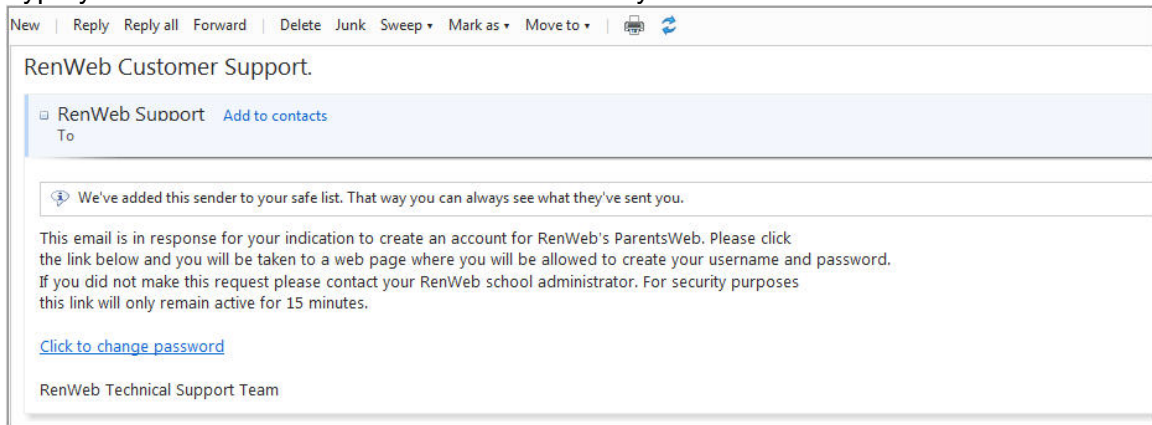 New | Reply Reply all Forward | Delete Junk Sweep ▾ Mark as ▾ Move to ▾ |
RenWeb Customer Support.
RenWeb Support Add to contacts
To
We've added this sender to your safe list. That way you can always see what they've sent you.
This email is in response for your indication to create an account for RenWeb's ParentsWeb. Please click
the link below and you will be taken to a web page where you will be allowed to create your username and password.
If you did not make this request please contact your RenWeb school administrator. For security purposes
this link will only remain active for 15 minutes.
Click to change password
RenWeb Technical Support Team